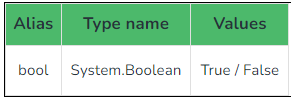 Alias Type name Values
bool System.Boolean True / False